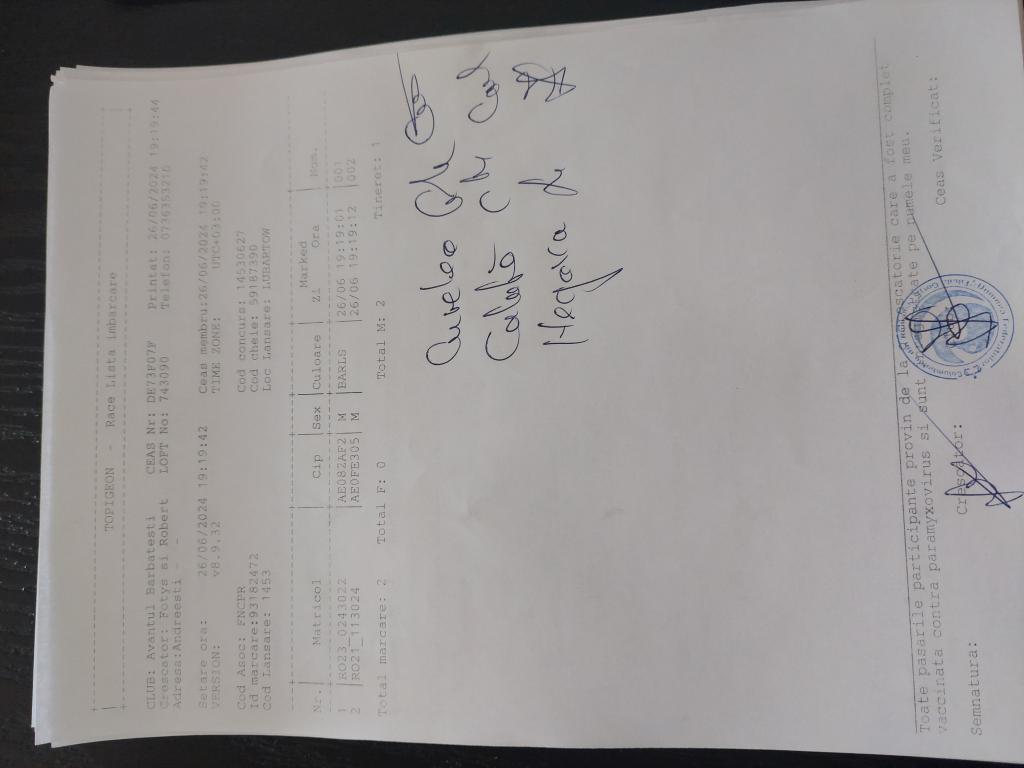 TOPIGEON - Race Lista imbarcare
CLUB: Avantul Barbatesti CEAS Nr: DE73F07F Printat: 26/06/2024 19:19:44
Crescator: Fotys si Robert LOFT No: 743090 Telefon: 0736353216
Adres:Andreesti - -
Setare ora: 26/06/2024 19:19:42 Ceas membru:26/06/2024 19:19:42
VERSION: v8.9.32 TIME ZONE: UTC+03:00
Cod Asoc: FNCPR Cod concurs: 14530627
Id marcare:93182472 Cod cheie: 59187390
Cod Lansare: 1453 Loc Lansare: LUBARTOW
Marked
Nr. Matricol Cip Sex Culoare Zi Ora Nom.
1 RO23_0243022 AE082AF2 M BARLS 26/06 19:19:01 001
2 RO21_113024 AE0FE305 M 26/06 19:19:12 002
Total marcare: 2 Total F: 0 Total M: 2 Tineret: 1
Toate pasarile participante provin de la crescatorie care a fost complet
vaccinata contra paramyxovirus si sunt pe numele meu.
Semnatura: Crescator: Ceas Verificat: